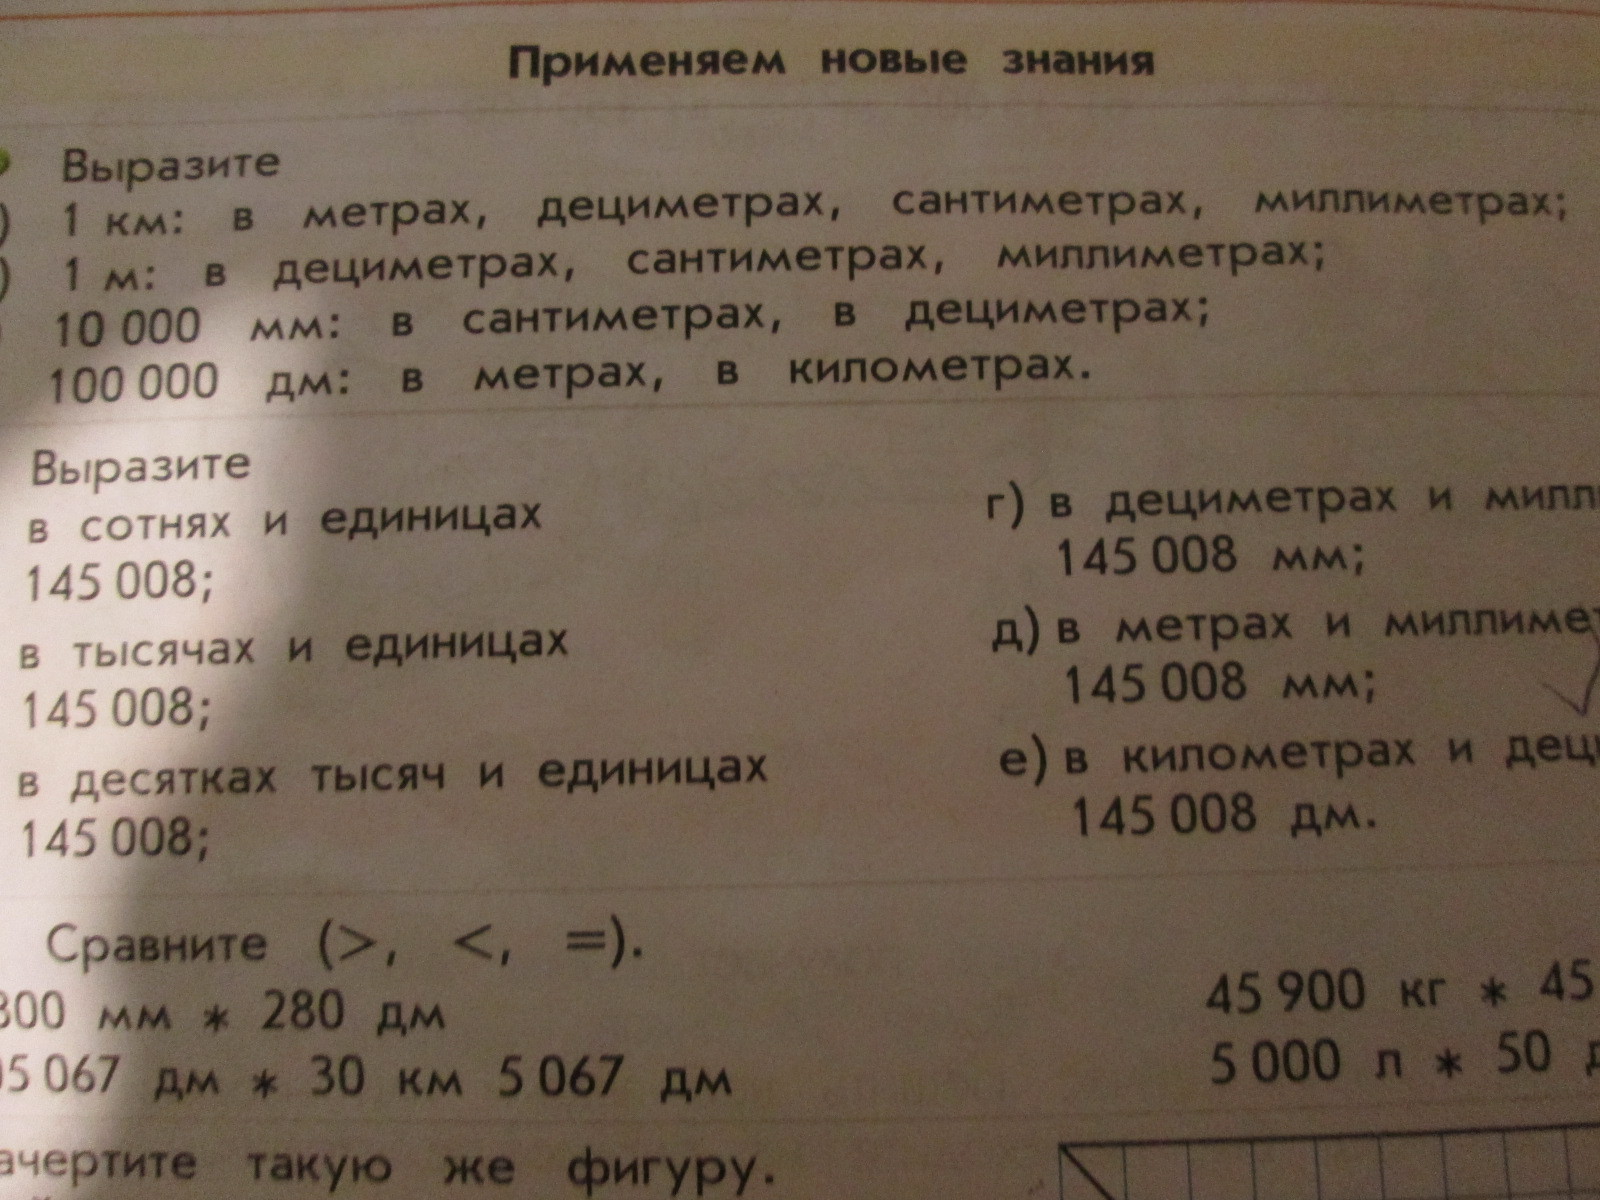 Применяем новые знания
Выразите
) 1 км: в метрах, дециметрах, сантиметрах, миллиметрах;
) 1 м: в дециметрах, сантиметрах, миллиметрах;
10 000 мм: в сантиметрах, в дециметрах;
100 000 дм: в метрах, в километрах.
Выразите
в сотнях и единицах
145 008;
в тысячах и единицах
145 008;
в десятках тысяч и единицах
145 008;
г) в дециметрах и
145 008 мм;
д) в метрах и
145 008 мм;
е) в километрах и
145 008 дм.
Сравните (>, <, =).
мм * 280 дм
дм * 30 км 5 067 дм
45 900 кг * 45
5 000 л * 50
такую же фигуру.